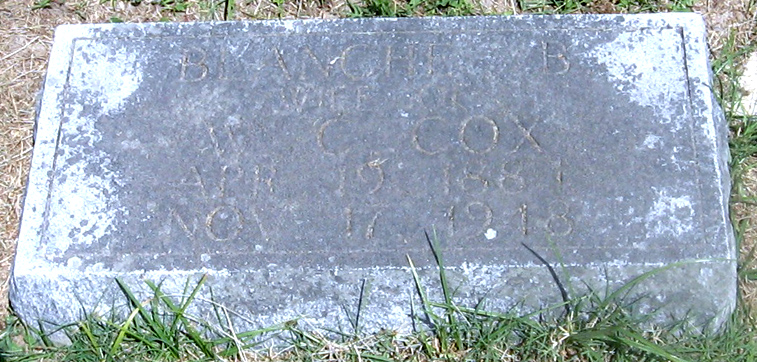 BLANCHE B.
WIFE OF
W. C. COX
APR. 19, 1881
NOV. 17, 1918